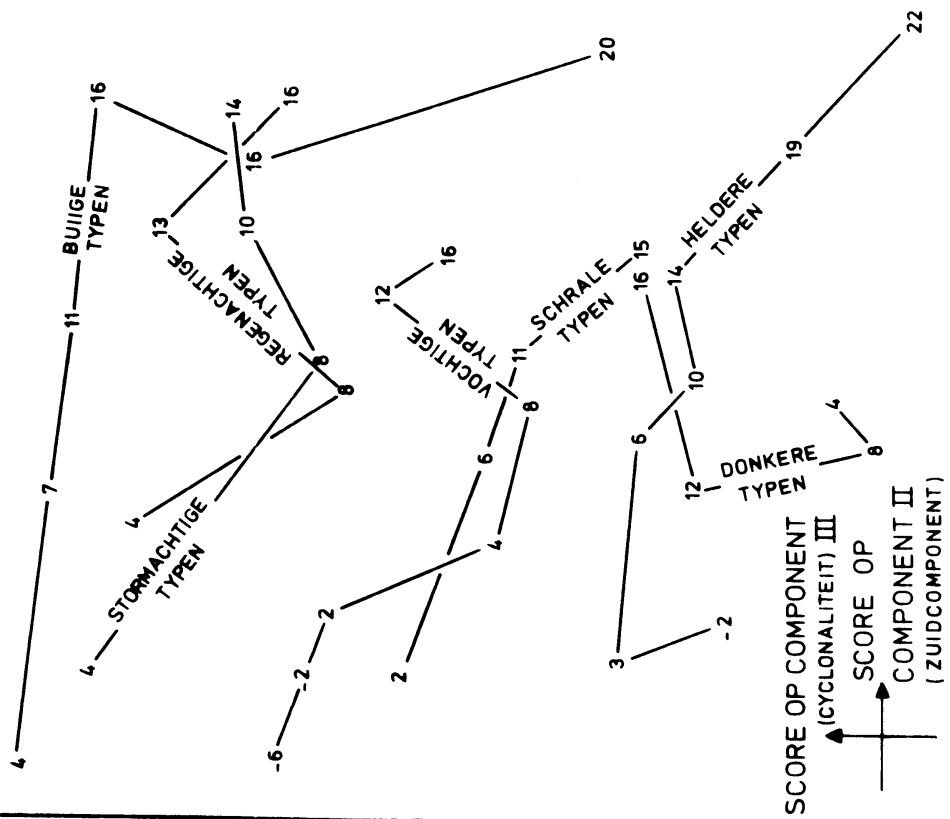 16
14
16
20
22
BUIIGE
TYPEN
13
16
10
19
11
REGENACHTIGE
TYPEN
12
16
SCHRALE
TYPEN
15
16
14
HELDERE
TYPEN
8
VOCHTIGE
TYPEN
11
10
8
4
7
4
6
6
8
STORMACHTIGE
TYPEN
4
12
DONKERE
TYPEN
4
2
-2
2
3
-2
4
-6
SCORE OP COMPONENT III
(CYCLONALITEIT)
SCORE OP
COMPONENT II
(ZUIDCOMPONENT)